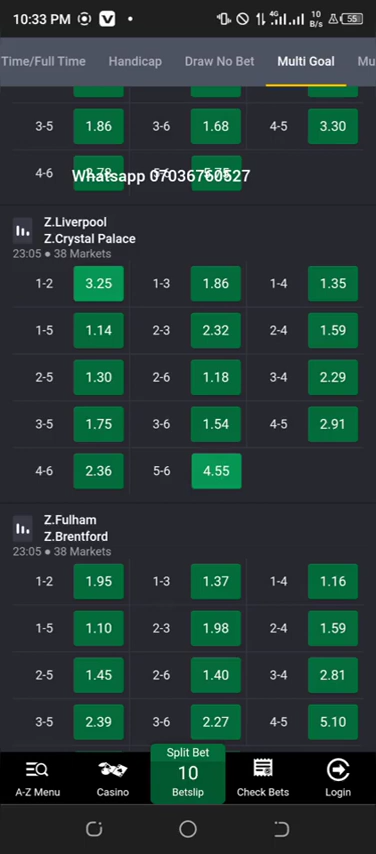 10:33 PM 4G 10 B/s 55
Time/Full Time Handicap Draw No Bet Multi Goal Mu
3-5 1.86 3-6 1.68 4-5 3.30
4-6
Whatsapp 07036760527
Z.Liverpool
Z.Crystal Palace
23:05 ● 38 Markets
1-2 3.25 1-3 1.86 1-4 1.35
1-5 1.14 2-3 2.32 2-4 1.59
2-5 1.30 2-6 1.18 3-4 2.29
3-5 1.75 3-6 1.54 4-5 2.91
4-6 2.36 5-6 4.55
Z.Fulham
Z.Brentford
23:05 ● 38 Markets
1-2 1.95 1-3 1.37 1-4 1.16
1-5 1.10 2-3 1.98 2-4 1.59
2-5 1.45 2-6 1.40 3-4 2.81
3-5 2.39 3-6 2.27 4-5 5.10
Split Bet
10
A-Z Menu Casino Betslip Check Bets Login